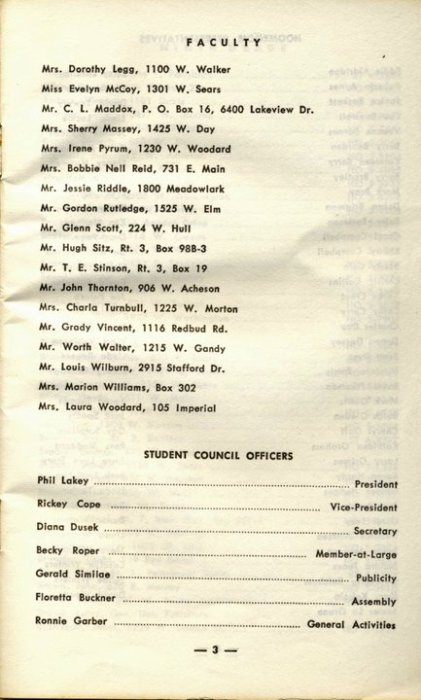 FACULTY
Mrs. Dorothy Legg, 1100 W. Walker
Miss Evelyn McCoy, 1301 W. Sears
Mr. C. L. Maddox, P. O. Box 16, 6400 Lakeview Dr.
Mrs. Sherry Massey, 1425 W. Day
Mrs. Irene Pyrum, 1230 W. Woodard
Mrs. Bobbie Nell Reid, 731 E. Main
Mr. Jessie Riddle, 1800 Meadowlark
Mr. Gordon Rutledge, 1525 W. Elm
Mr. Glenn Scott, 224 W. Hull
Mr. Hugh Sitz, Rt. 3, Box 98B-3
Mr. T. E. Stinson, Rt. 3, Box 19
Mr. John Thornton, 906 W. Acheson
Mrs. Charla Turnbull, 1225 W. Morton
Mr. Grady Vincent, 1116 Redbud Rd.
Mr. Worth Walter, 1215 W. Gandy
Mr. Louis Wilburn, 2915 Stafford Dr.
Mrs. Marion Williams, Box 302
Mrs. Laura Woodard, 105 Imperial
STUDENT COUNCIL OFFICERS
Phil Lakey ........ President
Rickey Cope ........ Vice-President
Diana Dusek ........ Secretary
Becky Roper ........ Member-at-Large
Gerald Similae ........ Publicity
Floretta Buckner ........ Assembly
Ronnie Garber ........ General Activities
— 3 —